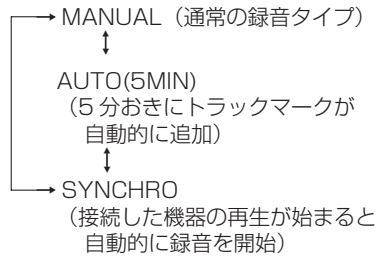 MANUAL（通常の録音タイプ）
AUTO(5MIN)
（5 分おきにトラックマークが
自動的に追加）
SYNCHRO
（接続した機器の再生が始まると
自動的に録音を開始）